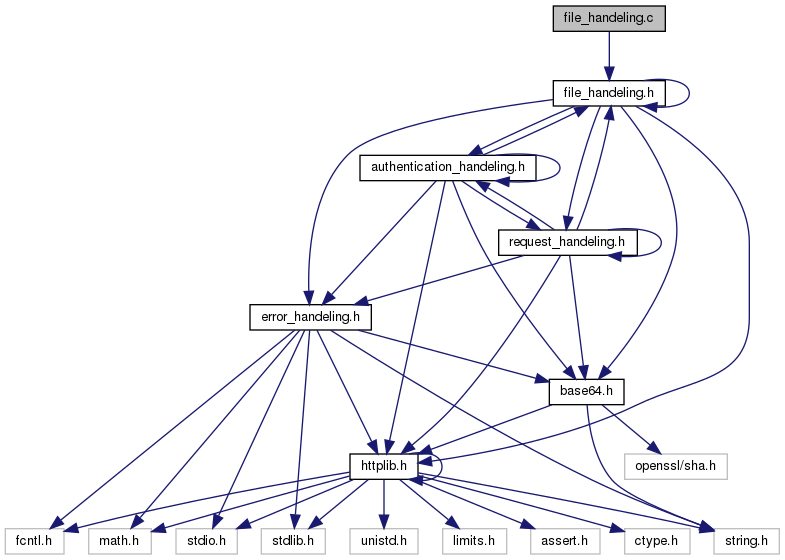 file_handeling.c
file_handeling.h
authentication_handeling.h
request_handeling.h
error_handeling.h
base64.h
httplib.h
openssl/sha.h
fcntl.h
math.h
stdio.h
stdlib.h
unistd.h
limits.h
assert.h
ctype.h
string.h